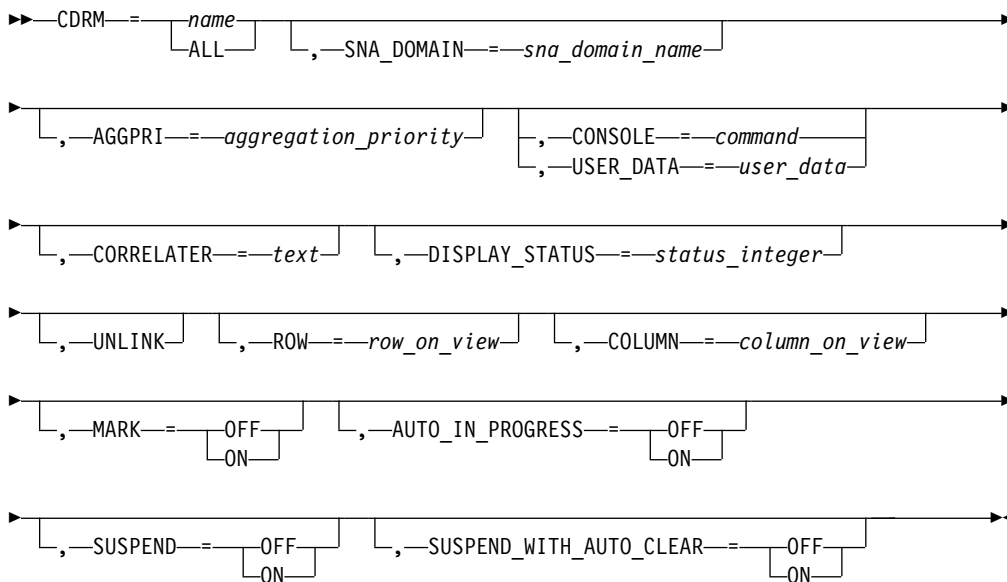 CDRM = name
ALL , SNA_DOMAIN = sna_domain_name
, AGGPRI = aggregation_priority , CONSOLE = command
, USER_DATA = user_data
, CORRELATER = text , DISPLAY_STATUS = status_integer
, UNLINK , ROW = row_on_view , COLUMN = column_on_view
, MARK = OFF , AUTO_IN_PROGRESS = OFF
ON ON
, SUSPEND = OFF , SUSPEND_WITH_AUTO_CLEAR = OFF
ON ON